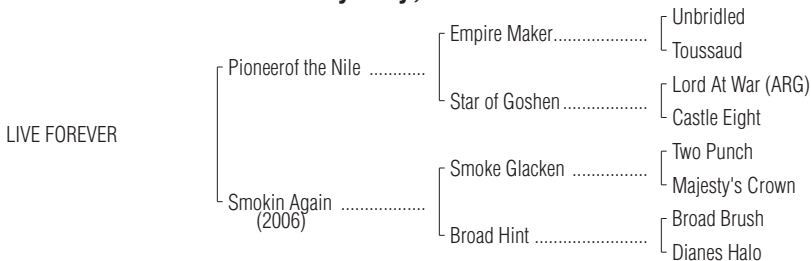 Unbridled
Empire Maker....................
Toussaud
Pioneerof the Nile ............
Lord At War (ARG)
Star of Goshen..................
Castle Eight
LIVE FOREVER
Two Punch
Smoke Glacken ................
Majesty's Crown
Smokin Again ..................
(2006)
Broad Brush
Broad Hint ........................
Dianes Halo